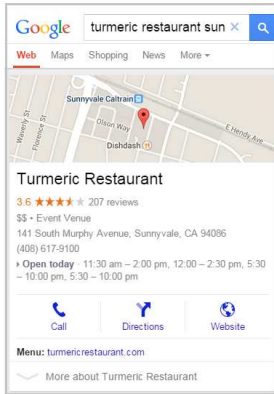 Google
turmeric restaurant sun ×
Web Maps Shopping News More
Sunnyvale Caltrain
Waverly St
Florence St
Olson Way
E Hendy Ave
Dishdash
Turmeric Restaurant
3.6 ★★★★★ 207 reviews
$$ • Event Venue
141 South Murphy Avenue, Sunnyvale, CA 94086
(408) 617-9100
Open today · 11:30 am – 2:00 pm, 12:00 – 2:30 pm, 5:30
– 10:00 pm, 5:30 – 10:00 pm
Call Directions Website
Menu: turmericrestaurant.com
More about Turmeric Restaurant